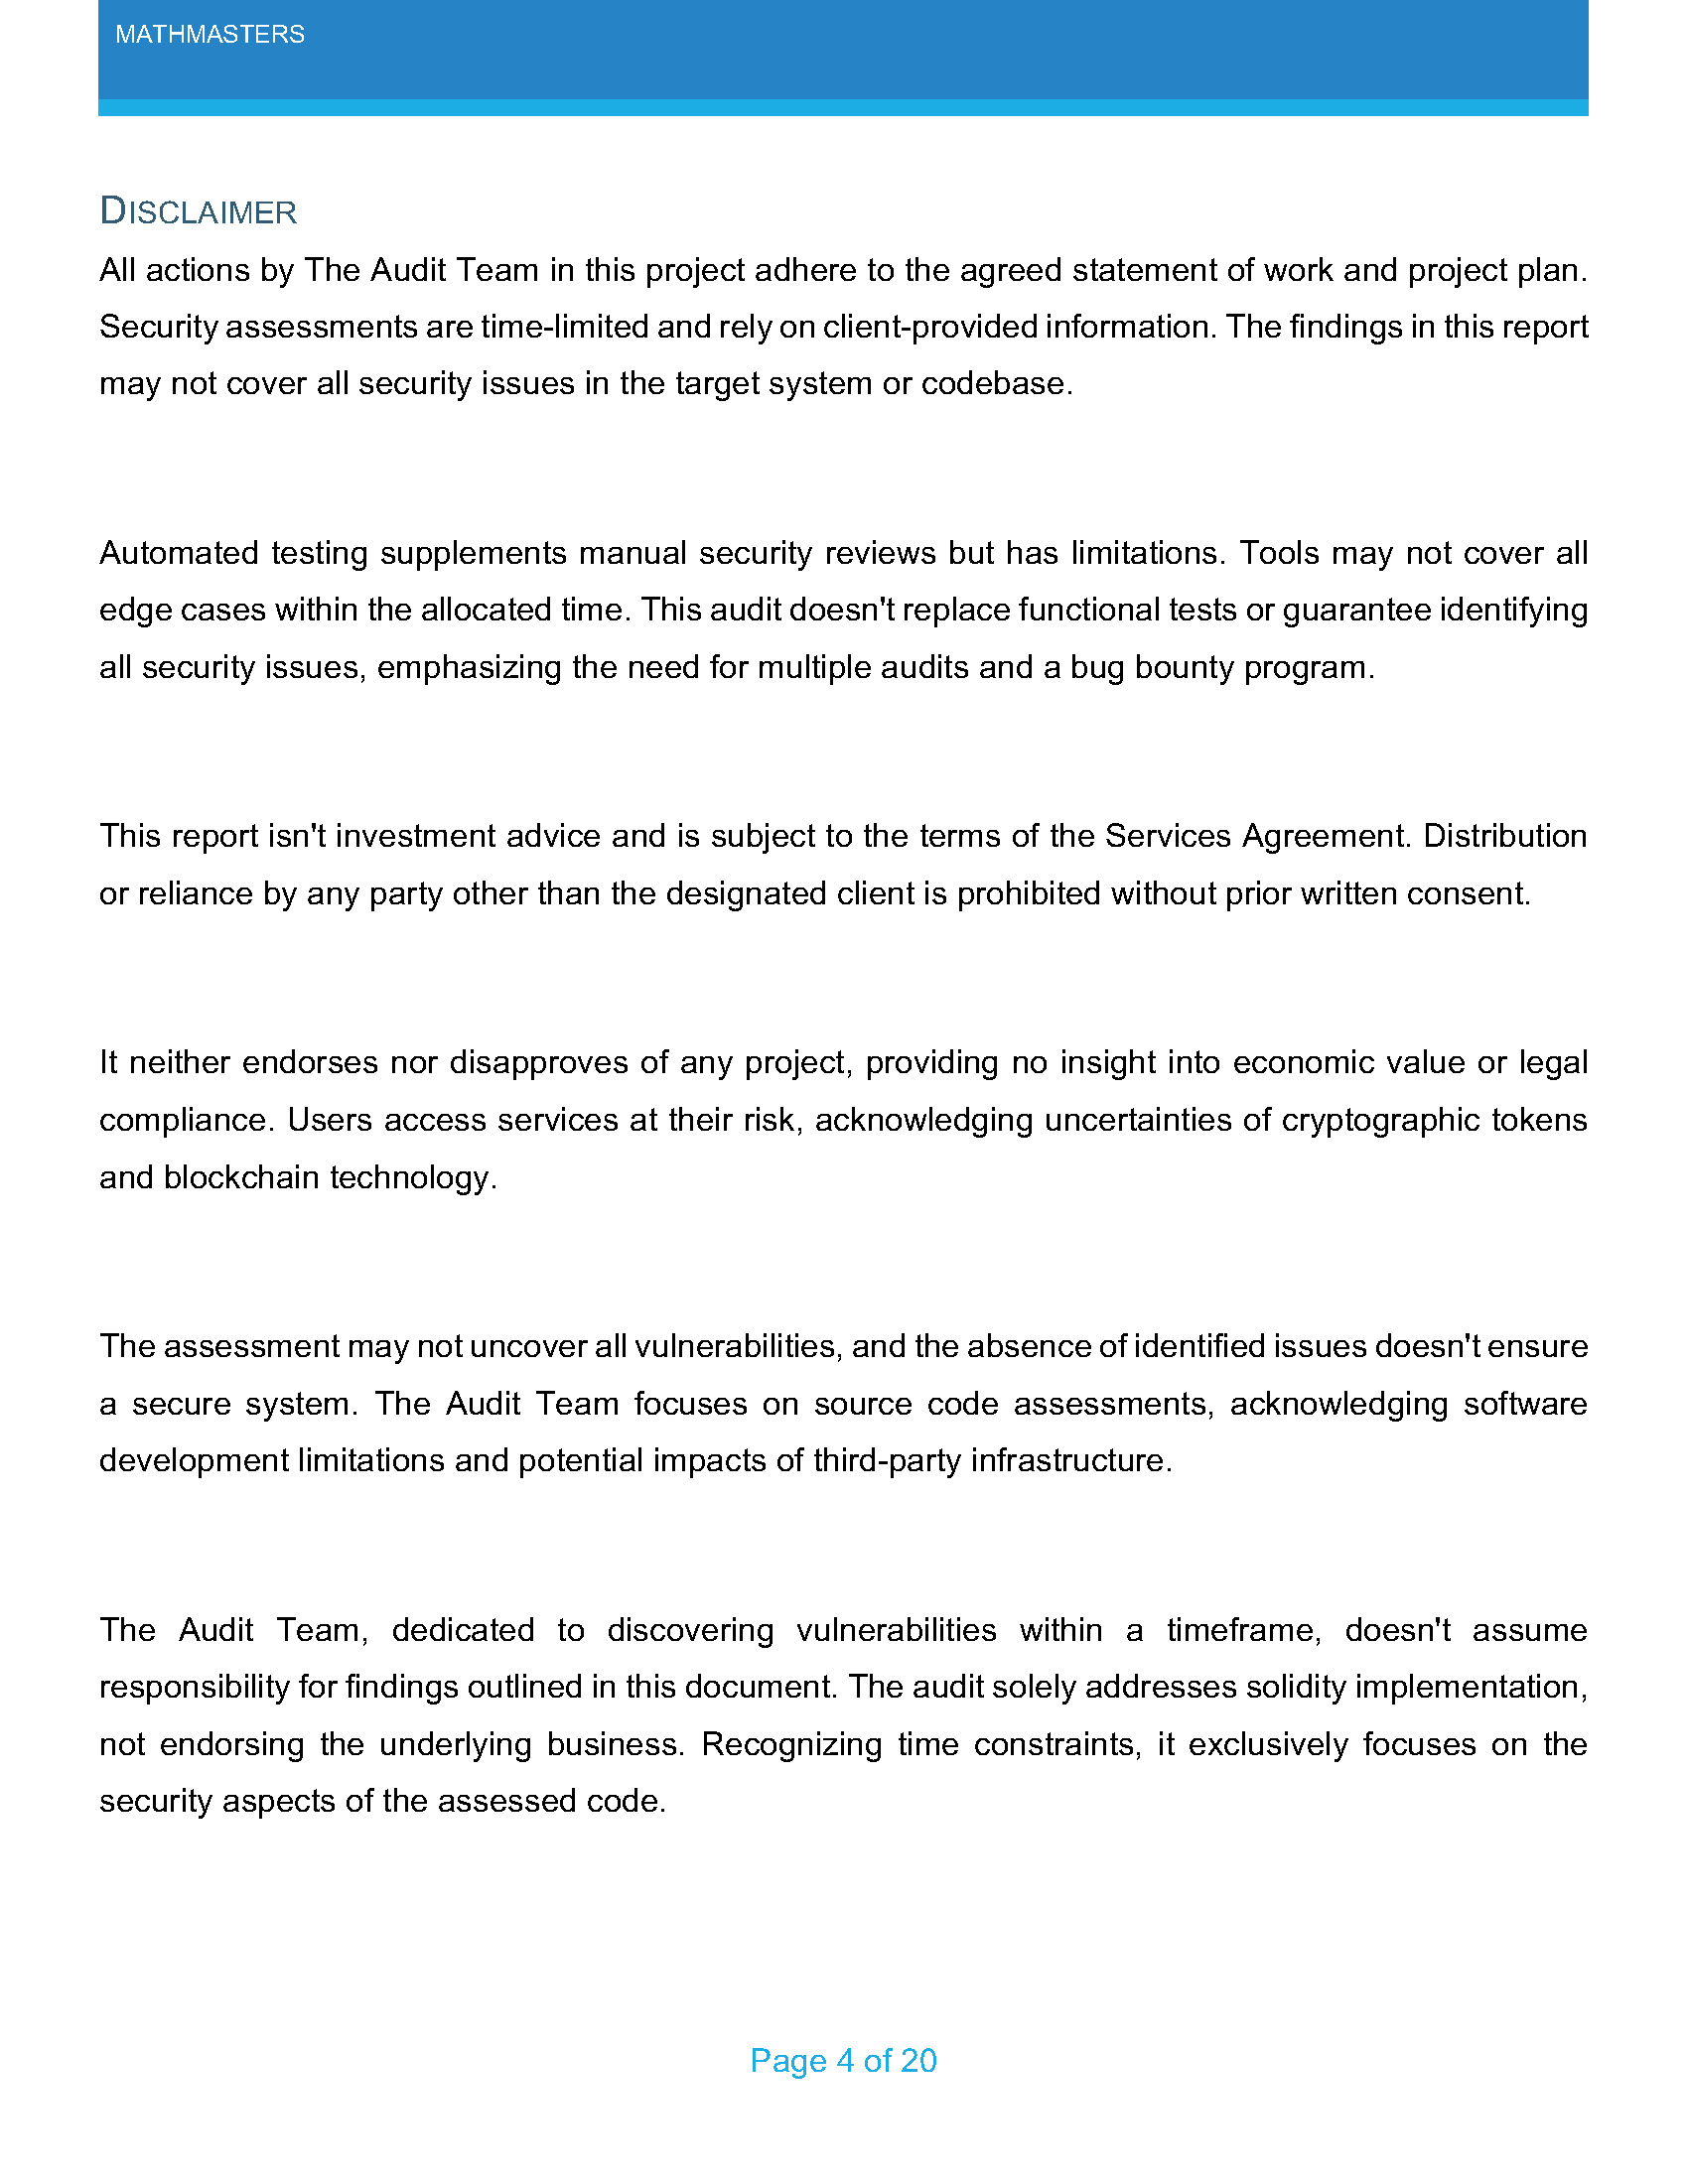 MATHMASTERS
DISCLAIMER
All actions by The Audit Team in this project adhere to the agreed statement of work and project plan.
Security assessments are time-limited and rely on client-provided information. The findings in this report
may not cover all security issues in the target system or codebase.
Automated testing supplements manual security reviews but has limitations. Tools may not cover all
edge cases within the allocated time. This audit doesn't replace functional tests or guarantee identifying
all security issues, emphasizing the need for multiple audits and a bug bounty program.
This report isn't investment advice and is subject to the terms of the Services Agreement. Distribution
or reliance by any party other than the designated client is prohibited without prior written consent.
It neither endorses nor disapproves of any project, providing no insight into economic value or legal
compliance. Users access services at their risk, acknowledging uncertainties of cryptographic tokens
and blockchain technology.
The assessment may not uncover all vulnerabilities, and the absence of identified issues doesn't ensure
a secure system. The Audit Team focuses on source code assessments, acknowledging software
development limitations and potential impacts of third-party infrastructure.
The Audit Team, dedicated to discovering vulnerabilities within a timeframe, doesn't assume
responsibility for findings outlined in this document. The audit solely addresses solidity implementation,
not endorsing the underlying business. Recognizing time constraints, it exclusively focuses on the
security aspects of the assessed code.
Page 4 of 20